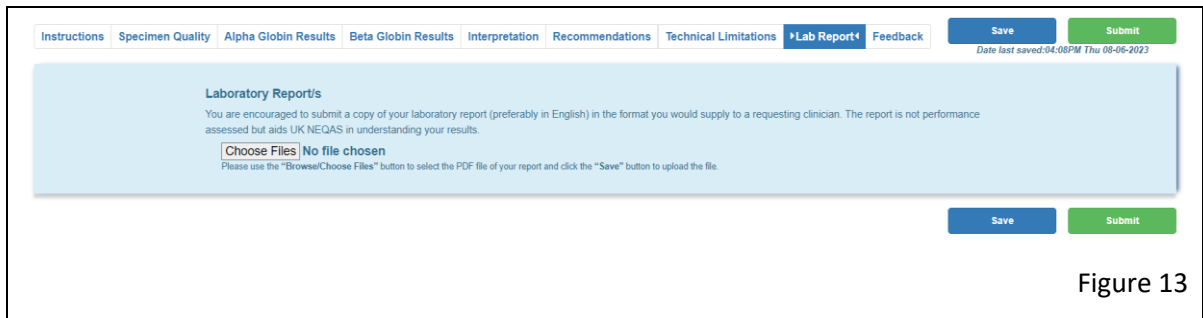 Instructions Specimen Quality Alpha Globin Results Beta Globin Results Interpretation Recommendations Technical Limitations Lab Report Feedback Save Submit
Date last saved:04:08PM Thu 08-06-2023
Laboratory Report/s
You are encouraged to submit a copy of your laboratory report (preferably in English) in the format you would supply to a requesting clinician. The report is not performance
assessed but aids UK NEQAS in understanding your results.
Choose Files No file chosen
Please use the “Browse/Choose Files” button to select the PDF file of your report and click the “Save” button to upload the file.
Save Submit
Figure 13